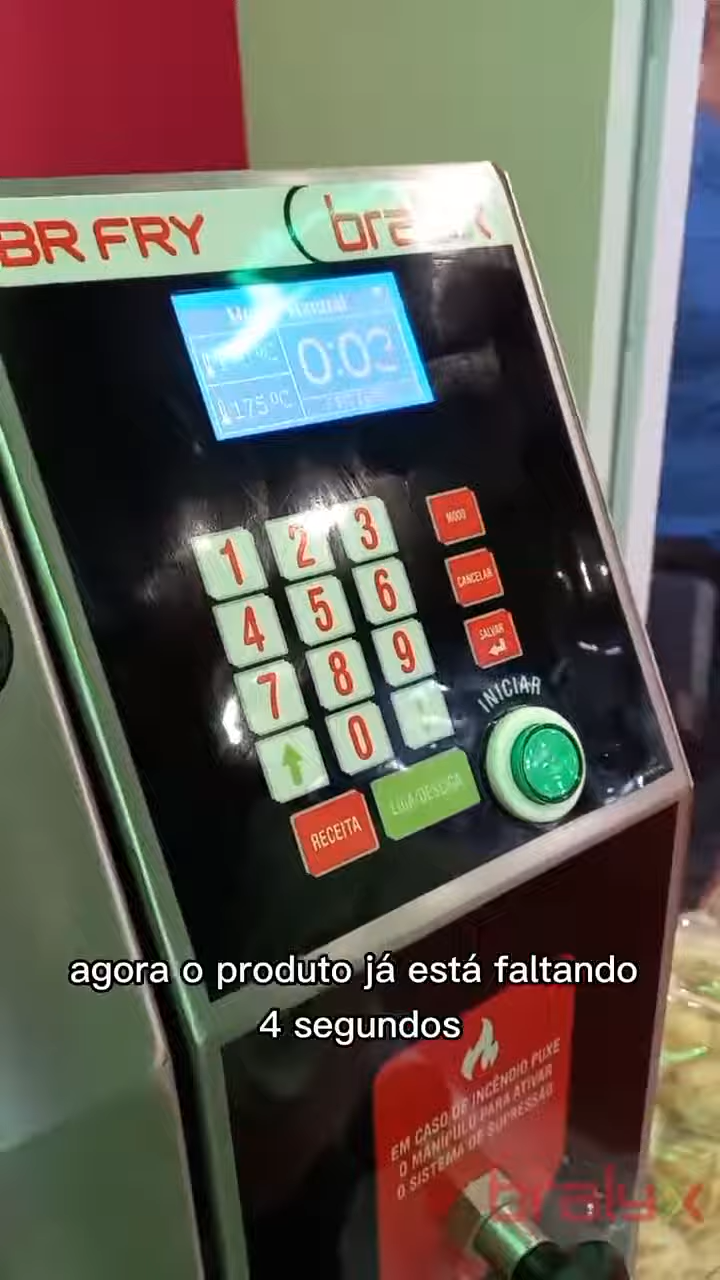 BR FRY
bralyx
0:03
175 ºC
1 2 3
MODO
4 5 6
CANCELAR
7 8 9
SALVAR
0
INICIAR
RECEITA
LIGA/DESLIGA
agora o produto já está faltando
4 segundos
EM CASO DE INCÊNDIO PUXE
O MANÍPULO PARA ATIVAR
O SISTEMA DE SUPRESSÃO
bralyx